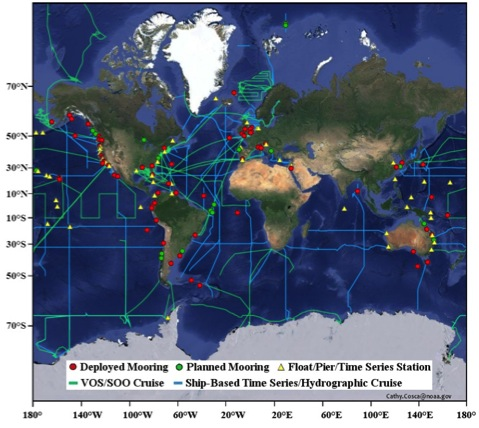 70°N
50°N
30°N
10°N
10°S
30°S
50°S
70°S
Deployed Mooring Planned Mooring Float/Pier/Time Series Station
VOS/SOO Cruise Ship-Based Time Series/Hydrographic Cruise
Cathy.Cosca@noaa.gov
180° 140°W 100°W 60°W 20°W 0° 20°E 60°E 100°E 140°E 180°